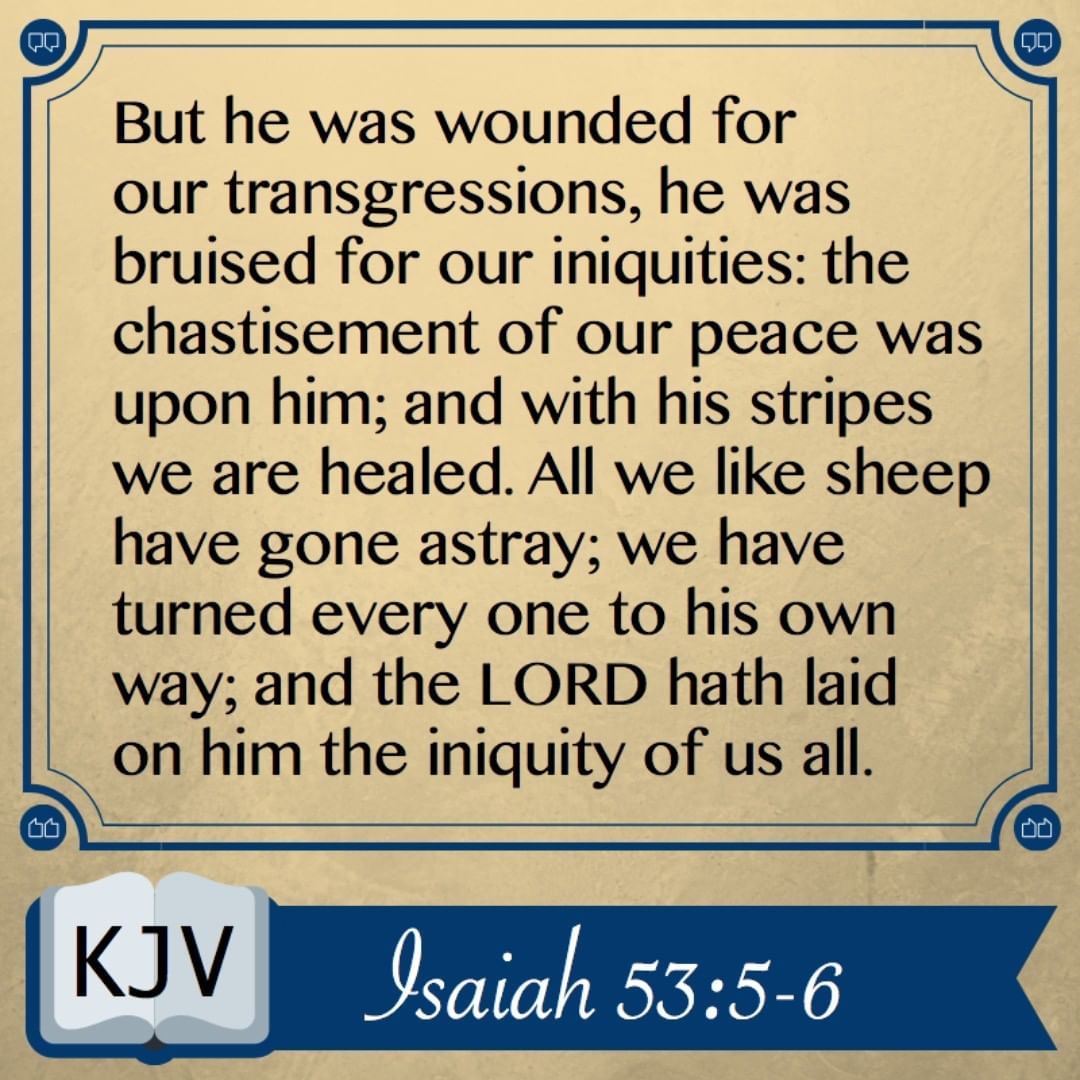 But he was wounded for
our transgressions, he was
bruised for our iniquities: the
chastisement of our peace was
upon him; and with his stripes
we are healed. All we like sheep
have gone astray; we have
turned every one to his own
way; and the LORD hath laid
on him the iniquity of us all.
KJV
Isaiah 53:5-6